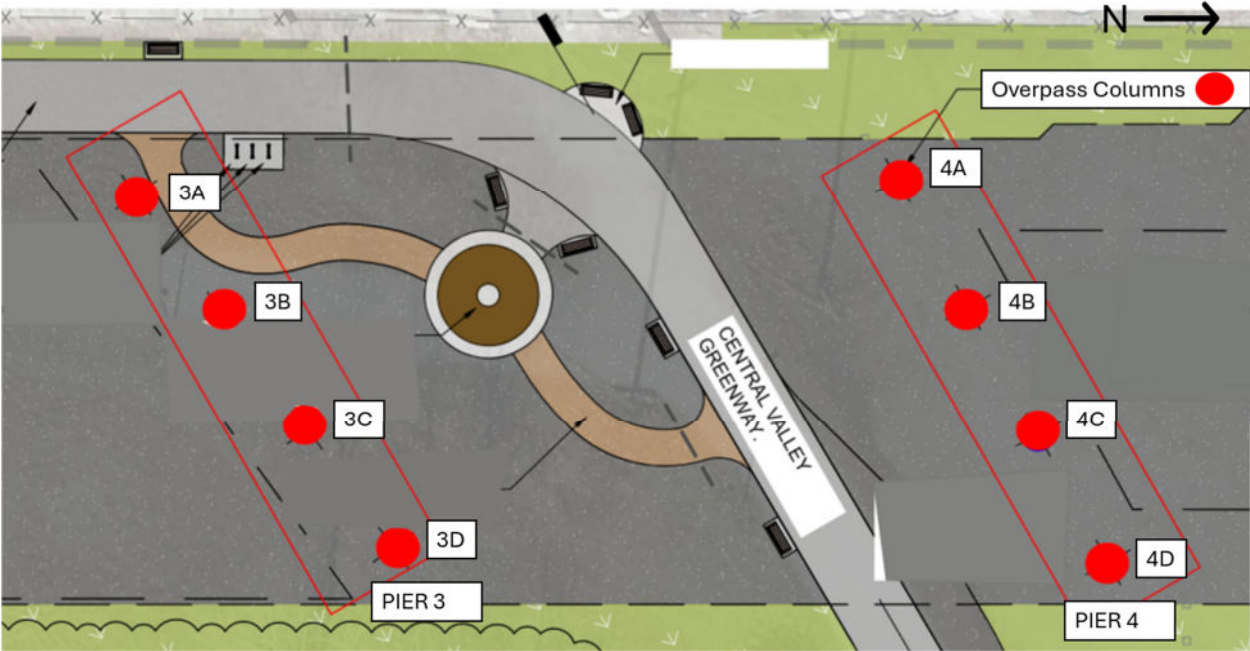 N
Overpass Columns
3A
4A
3B
4B
3C
4C
CENTRAL VALLEY
GREENWAY.
3D
4D
PIER 3
PIER 4